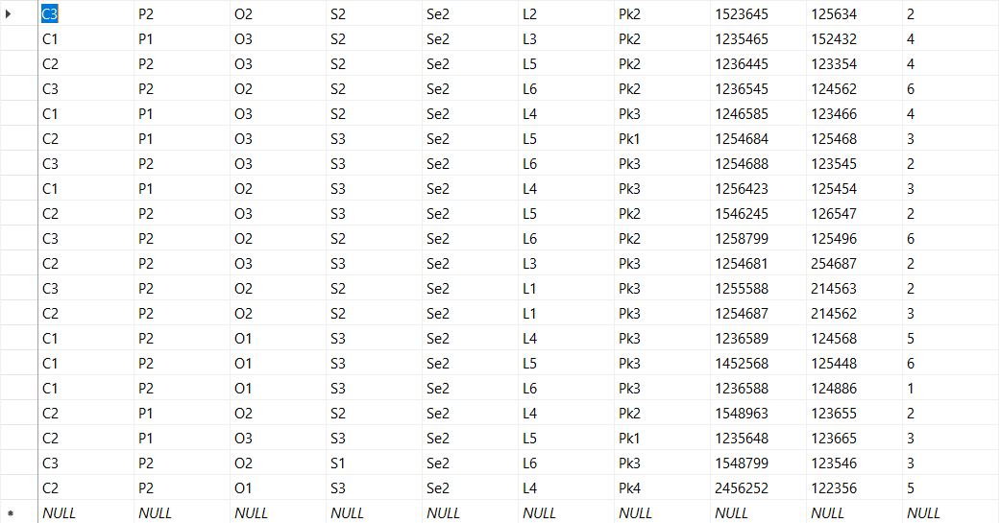 C3 P2 O2 S2 Se2 L2 Pk2 1523645 125634 2
C1 P1 O3 S2 Se2 L3 Pk2 1235465 152432 4
C2 P2 O3 S2 Se2 L5 Pk2 1236445 123354 4
C3 P2 O2 S2 Se2 L6 Pk2 1236545 124562 6
C1 P1 O3 S2 Se2 L4 Pk3 1246585 123466 4
C2 P1 O3 S3 Se2 L5 Pk1 1254684 125468 3
C3 P2 O3 S3 Se2 L6 Pk3 1254688 123545 2
C1 P1 O2 S3 Se2 L4 Pk3 1256423 125454 3
C2 P2 O3 S3 Se2 L5 Pk2 1546245 126547 2
C3 P2 O2 S2 Se2 L6 Pk2 1258799 125496 6
C2 P2 O3 S3 Se2 L3 Pk3 1254681 254687 2
C3 P2 O2 S2 Se2 L1 Pk3 1255588 214563 2
C2 P2 O2 S2 Se2 L1 Pk3 1254687 214562 3
C1 P2 O1 S3 Se2 L4 Pk3 1236589 124568 5
C1 P2 O1 S3 Se2 L5 Pk3 1452568 125448 6
C1 P2 O1 S3 Se2 L6 Pk3 1236588 124886 1
C2 P1 O2 S2 Se2 L4 Pk2 1548963 123655 2
C2 P1 O3 S3 Se2 L5 Pk1 1235648 123665 3
C3 P2 O2 S1 Se2 L6 Pk3 1548799 123546 3
C2 P2 O1 S3 Se2 L4 Pk4 2456252 122356 5
NULL NULL NULL NULL NULL NULL NULL NULL NULL NULL